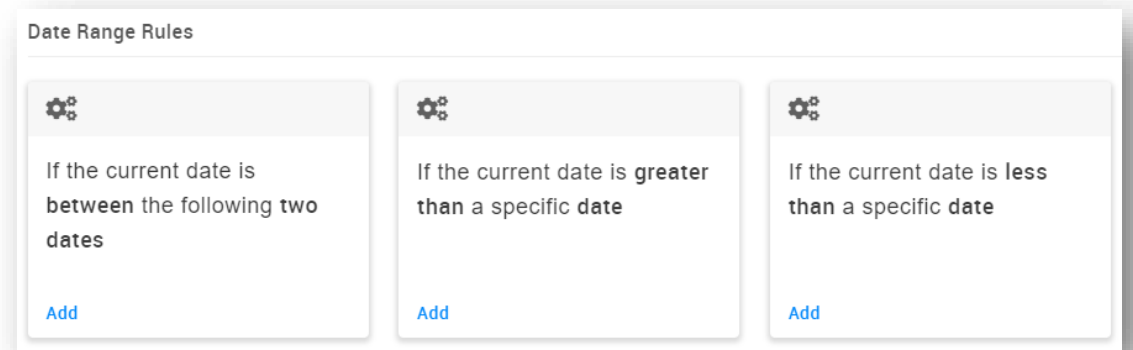 Date Range Rules
If the current date is
between the following two
dates
Add
If the current date is greater
than a specific date
Add
If the current date is less
than a specific date
Add